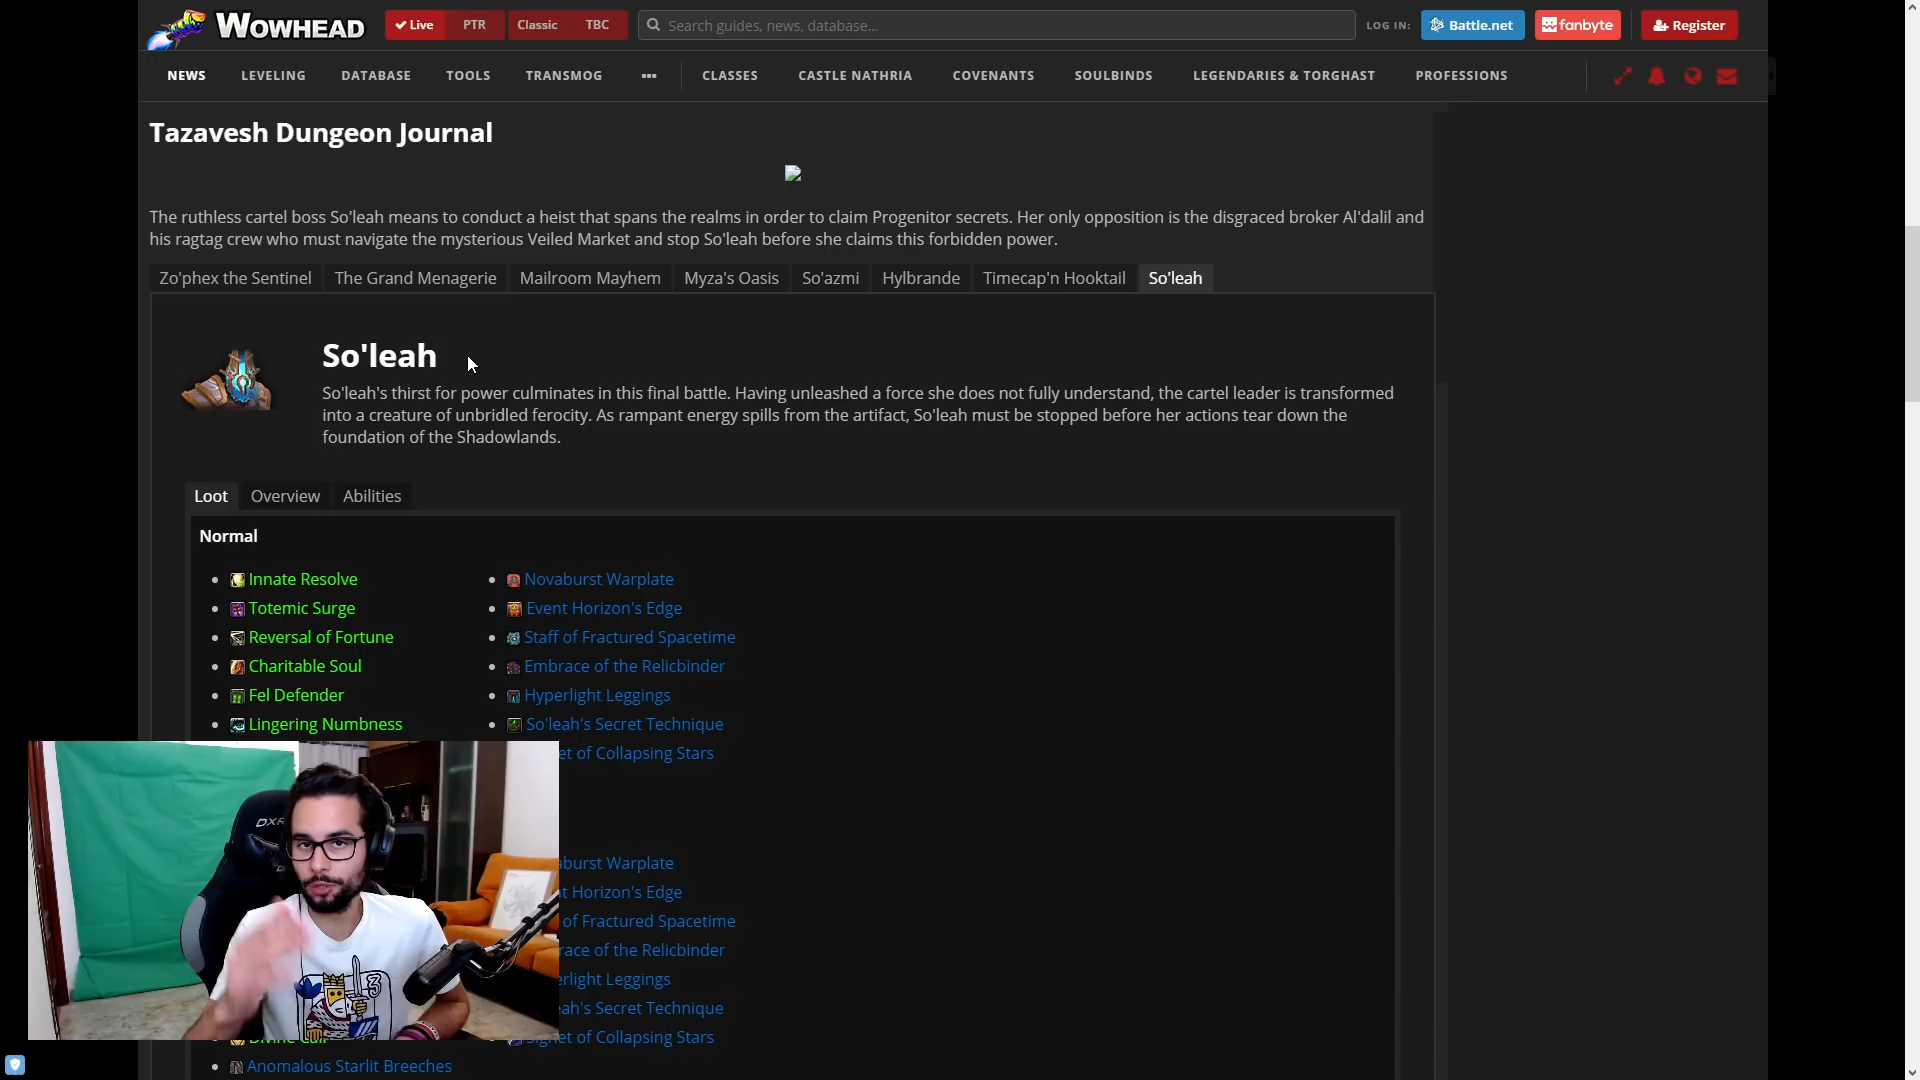 WOWHEAD
Live PTR Classic TBC
Search guides, news, database...
LOG IN: Battle.net fanbyte Register
NEWS LEVELING DATABASE TOOLS TRANSMOG ••• CLASSES CASTLE NATHRIA COVENANTS SOULBINDS LEGENDARIES & TORGHAST PROFESSIONS
Tazavesh Dungeon Journal
The ruthless cartel boss So'leah means to conduct a heist that spans the realms in order to claim Progenitor secrets. Her only opposition is the disgraced broker Al'dalil and
his ragtag crew who must navigate the mysterious Veiled Market and stop So'leah before she claims this forbidden power.
Zo'phex the Sentinel The Grand Menagerie Mailroom Mayhem Myza's Oasis So'azmi Hylbrande Timecap'n Hooktail So'leah
So'leah
So'leah's thirst for power culminates in this final battle. Having unleashed a force she does not fully understand, the cartel leader is transformed
into a creature of unbridled ferocity. As rampant energy spills from the artifact, So'leah must be stopped before her actions tear down the
foundation of the Shadowlands.
Loot Overview Abilities
Normal
Innate Resolve
Totemic Surge
Reversal of Fortune
Charitable Soul
Fel Defender
Lingering Numbness
Novaburst Warplate
Event Horizon's Edge
Staff of Fractured Spacetime
Embrace of the Relicbinder
Hyperlight Leggings
So'leah's Secret Technique
et of Collapsing Stars
aburst Warplate
t Horizon's Edge
of Fractured Spacetime
race of the Relicbinder
erlight Leggings
eah's Secret Technique
Signet of Collapsing Stars
Divine Call
Anomalous Starlit Breeches
DXR